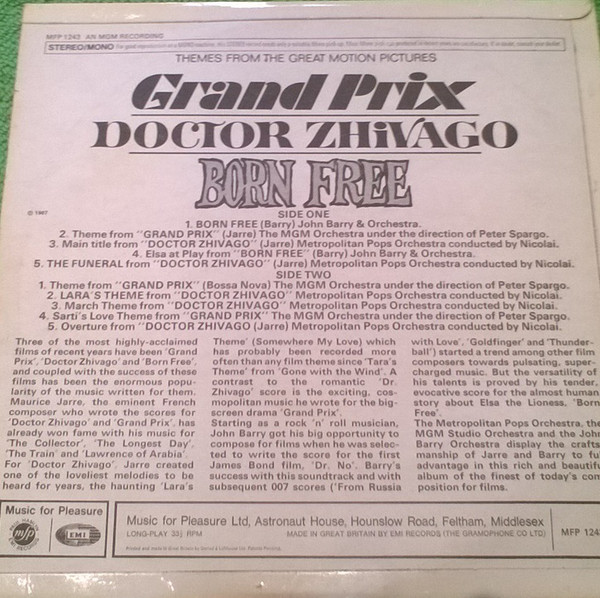 MFP 1243 AN MGM RECORDING
STEREO/MONO
THEMES FROM THE GREAT MOTION PICTURES
Grand Prix
DOCTOR ZHiVAGO
BORN FREE
© 1967
SIDE ONE
1. BORN FREE (Barry) John Barry & Orchestra.
2. Theme from ''GRAND PRIX'' (Jarre) The MGM Orchestra under the direction of Peter Spargo.
3. Main title from ''DOCTOR ZHIVAGO'' (Jarre) Metropolitan Pops Orchestra conducted by Nicolai.
4. Elsa at Play from ''BORN FREE'' (Barry) John Barry & Orchestra.
5. THE FUNERAL from ''DOCTOR ZHIVAGO'' (Jarre) Metropolitan Pops Orchestra conducted by Nicolai.
SIDE TWO
1. Theme from ''GRAND PRIX'' (Bossa Nova) The MGM Orchestra under the direction of Peter Spargo.
2. LARA'S THEME from ''DOCTOR ZHIVAGO'' Metropolitan Pops Orchestra conducted by Nicolai.
3. March Theme from ''DOCTOR ZHIVAGO'' Metropolitan Pops Orchestra conducted by Nicolai.
4. Sarti's Love Theme from ''GRAND PRIX'' The MGM Orchestra under the direction of Peter Spargo.
5. Overture from ''DOCTOR ZHIVAGO (Jarre) Metropolitan Pops Orchestra conducted by Nicolai.
Three of the most highly-acclaimed
films of recent years have been 'Grand
Prix', 'Doctor Zhivago' and 'Born Free',
and coupled with the success of these
films has been the enormous popu-
larity of the music written for them.
Maurice Jarre, the eminent French
composer who wrote the scores for
'Doctor Zhivago' and 'Grand Prix', has
already won fame with his music for
'The Collector', 'The Longest Day',
'The Train' and 'Lawrence of Arabia'.
For 'Doctor Zhivago', Jarre created
one of the loveliest melodies to be
heard for years, the haunting 'Lara's
Theme' (Somewhere My Love) which
has probably been recorded more
often than any film theme since 'Tara's
Theme' from 'Gone with the Wind'. A
contrast to the romantic 'Dr.
Zhivago' score is the exciting, cos-
mopolitan music he wrote for the big-
screen drama 'Grand Prix'.
Starting as a rock 'n' roll musician,
John Barry got his big opportunity to
compose for films when he was selec-
ted to write the score for the first
James Bond film, 'Dr. No'. Barry's
success with this soundtrack and with
subsequent 007 scores ('From Russia
with Love', 'Goldfinger' and 'Thunder-
ball') started a trend among other film
composers towards pulsating, super-
charged music. But the versatility of
his talents is proved by his tender,
evocative score for the almost human
story about Elsa the Lioness, 'Born
Free'.
The Metropolitan Pops Orchestra, the
MGM Studio Orchestra and the John
Barry Orchestra display the crafts-
manship of Jarre and Barry to fu
advantage in this rich and beautifu
album of the finest of today's com
position for films.
Music for Pleasure
mfp
EMI
Music for Pleasure Ltd, Astronaut House, Hounslow Road, Feltham, Middlesex
LONG-PLAY 33⅓ RPM MADE IN GREAT BRITAIN BY EMI RECORDS (THE GRAMOPHONE CO LTD)
MFP 124